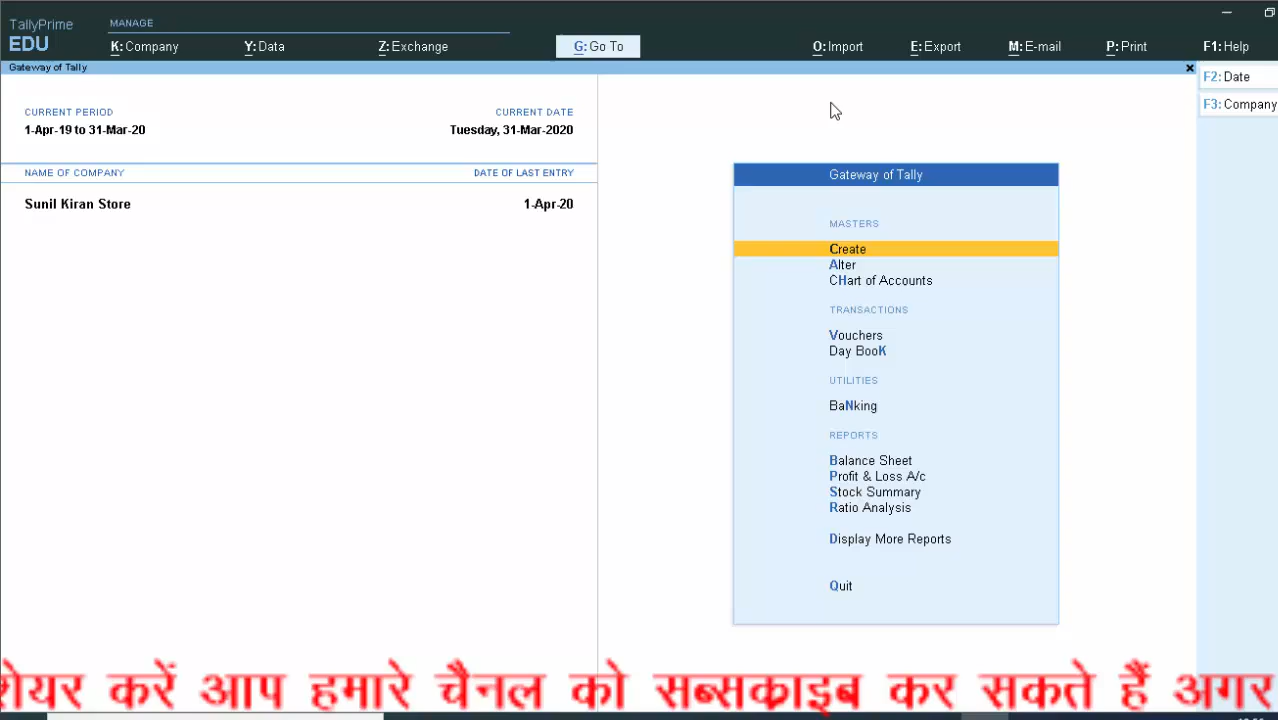 TallyPrime
EDU
MANAGE
K: Company
Y: Data
Z: Exchange
G: Go To
O: Import
E: Export
M: E-mail
P: Print
F1: Help
Gateway of Tally
F2: Date
F3: Company
CURRENT PERIOD
CURRENT DATE
1-Apr-19 to 31-Mar-20
Tuesday, 31-Mar-2020
NAME OF COMPANY
DATE OF LAST ENTRY
Sunil Kiran Store
1-Apr-20
Gateway of Tally
MASTERS
Create
Alter
CHart of Accounts
TRANSACTIONS
Vouchers
Day BooK
UTILITIES
BaNking
REPORTS
Balance Sheet
Profit & Loss A/c
Stock Summary
Ratio Analysis
Display More Reports
Quit
शेयर करें आप हमारे चैनल को सब्सक्राइब कर सकते हैं अगर